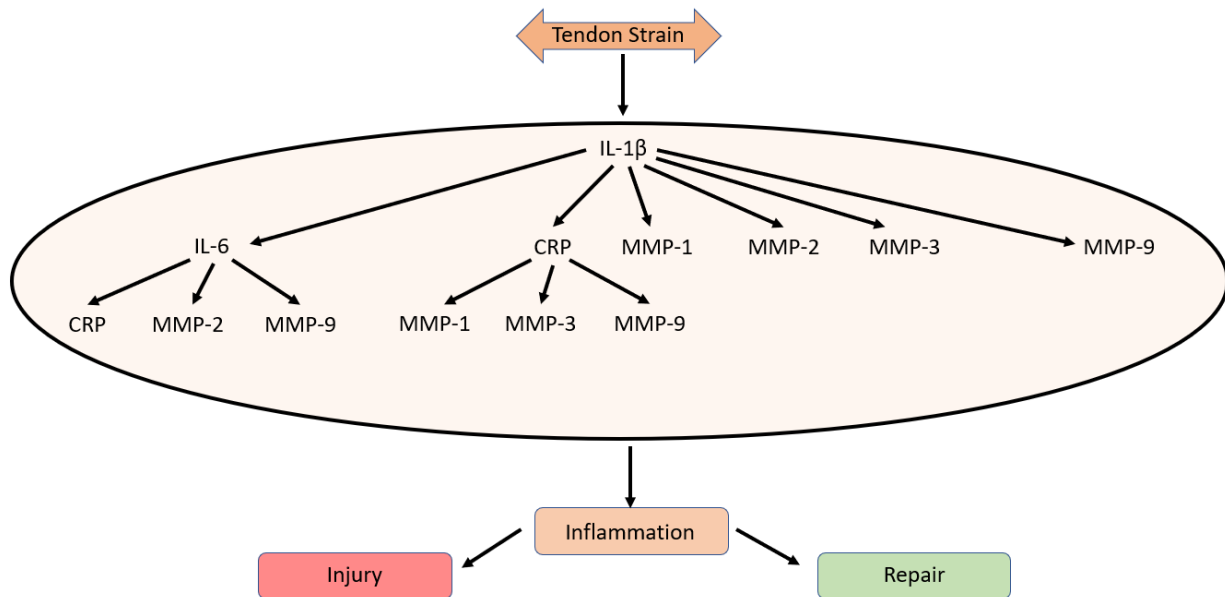 Tendon Strain
IL-1β
IL-6
CRP
MMP-1
MMP-2
MMP-3
MMP-9
CRP
MMP-2
MMP-9
MMP-1
MMP-3
MMP-9
Inflammation
Injury
Repair